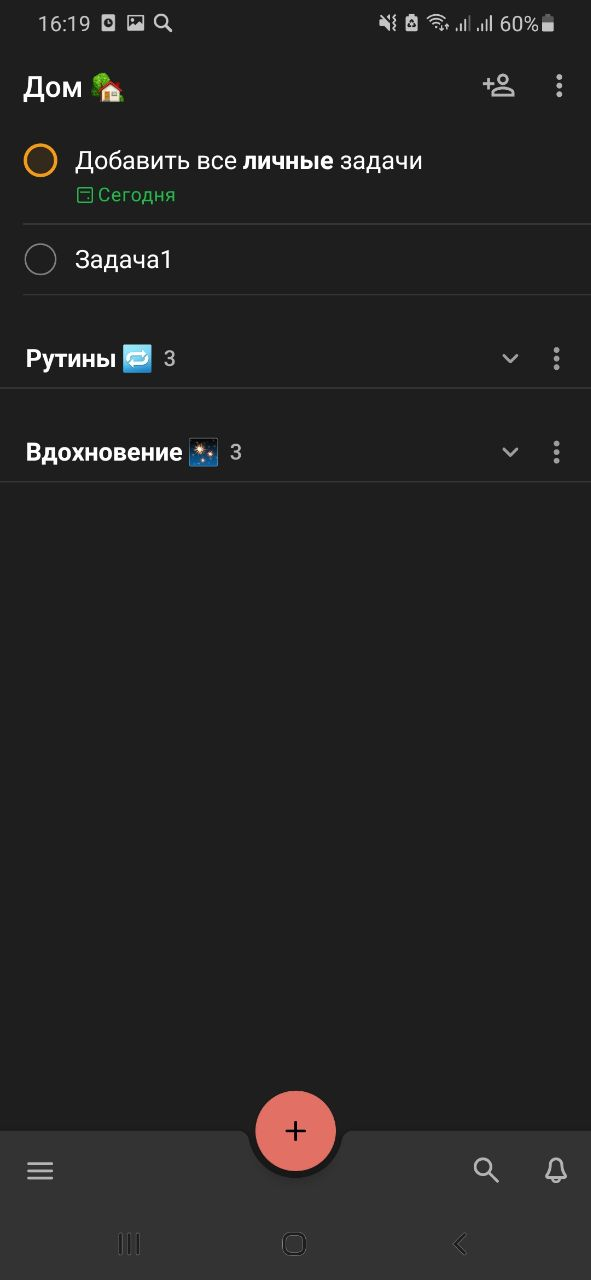 16:19 60%
Дом 🏡
Добавить все личные задачи
Сегодня
Задача1
Рутины 🔁 3
Вдохновение 🎇 3